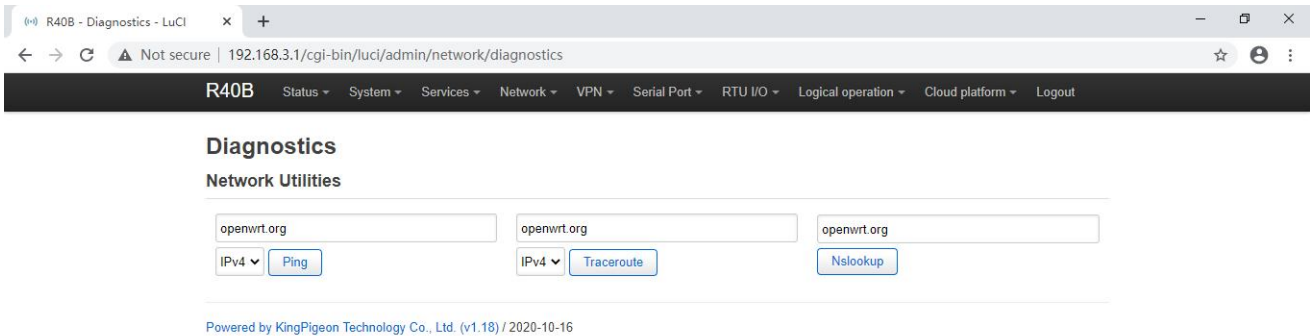 R40B - Diagnostics - LuCI
Not secure | 192.168.3.1/cgi-bin/luci/admin/network/diagnostics
R40B Status System Services Network VPN Serial Port RTU I/O Logical operation Cloud platform Logout
Diagnostics
Network Utilities
openwrt.org openwrt.org openwrt.org
IPv4 Ping IPv4 Traceroute Nslookup
Powered by KingPigeon Technology Co., Ltd. (v1.18) / 2020-10-16